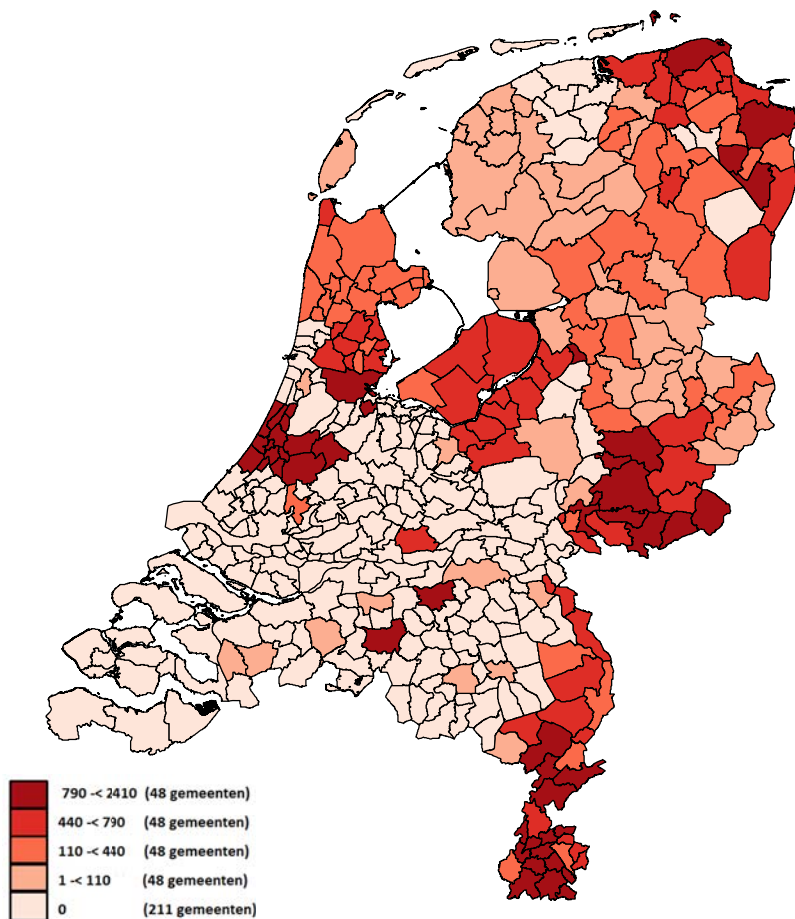 790 -< 2410 (48 gemeenten)
440 -< 790 (48 gemeenten)
110 -< 440 (48 gemeenten)
1 -< 110 (48 gemeenten)
0 (211 gemeenten)